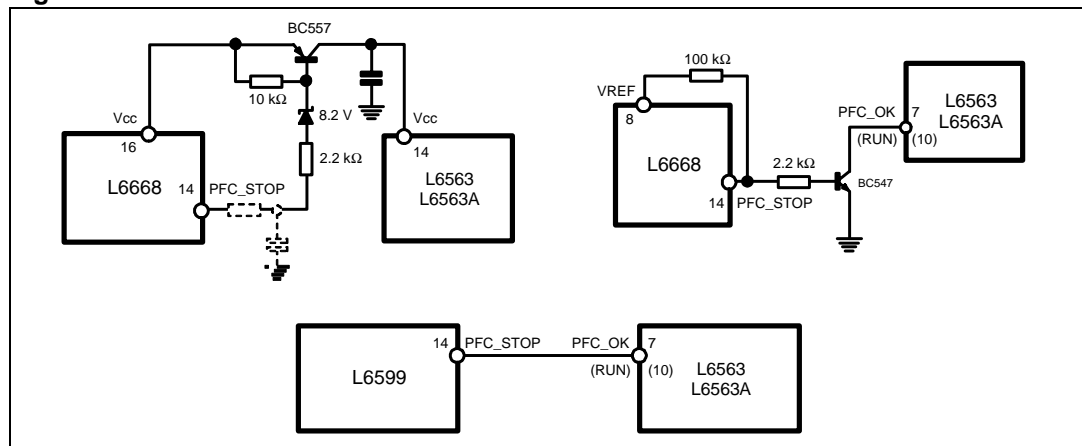 BC557
10 kΩ
8.2 V
2.2 kΩ
Vcc
16
L6668
14
PFC_STOP
Vcc
14
L6563
L6563A
100 kΩ
VREF
8
L6668
14
PFC_STOP
2.2 kΩ
BC547
PFC_OK
(RUN)
7
(10)
L6563
L6563A
L6599
14
PFC_STOP
PFC_OK
(RUN)
7
(10)
L6563
L6563A